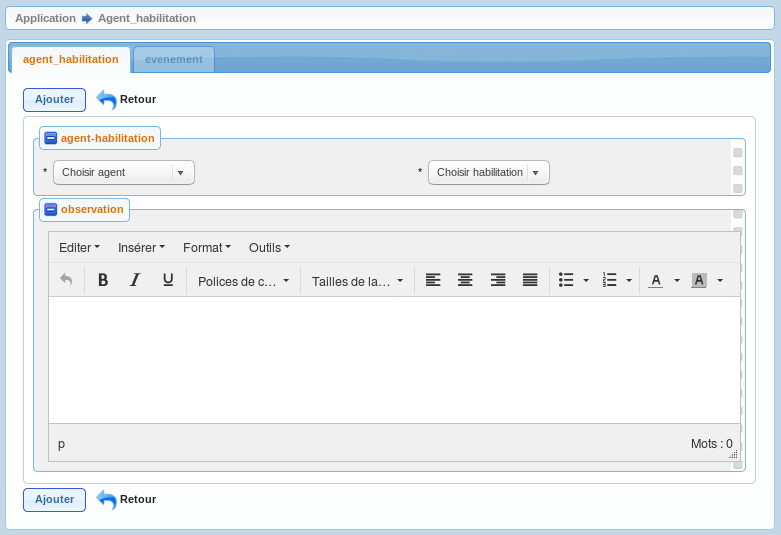 Application Agent_habilitation
agent_habilitation evenement
Ajouter Retour
agent-habilitation
* Choisir agent * Choisir habilitation
observation
Editer Insérer Format Outils
B I U Polices de c... Tailles de la... A A
p Mots : 0
Ajouter Retour